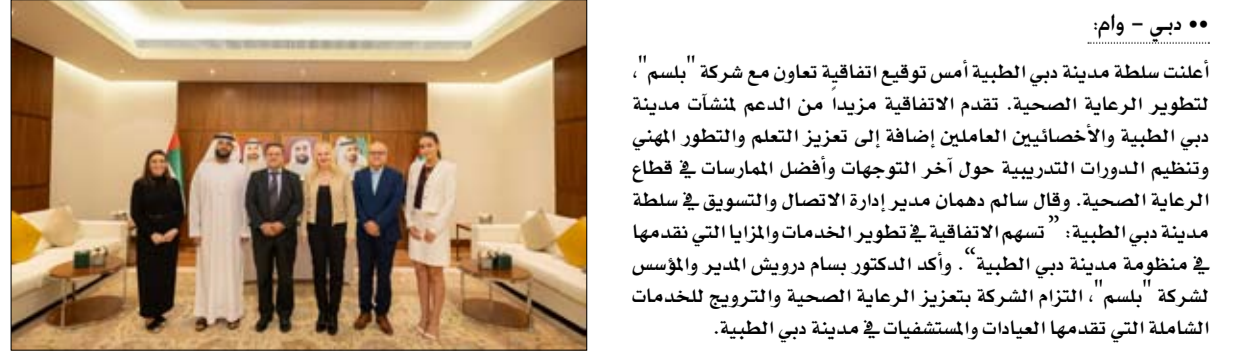 •• دبي – وام:
أعلنت سلطة مدينة دبي الطبية أمس توقيع اتفاقية تعاون مع شركة "بلسم"،
لتطوير الرعاية الصحية. تقدم الاتفاقية مزيداً من الدعم لمنشآت مدينة
دبي الطبية والأخصائيين العاملين إضافة إلى تعزيز التعلم والتطور المهني
وتنظيم الدورات التدريبية حول آخر التوجهات وأفضل الممارسات في قطاع
الرعاية الصحية. وقال سالم دهمان مدير إدارة الاتصال والتسويق في سلطة
مدينة دبي الطبية: ”تسهم الاتفاقية في تطوير الخدمات والمزايا التي نقدمها
في منظومة مدينة دبي الطبية“. وأكد الدكتور بسام درويش المدير والمؤسس
لشركة "بلسم"، التزام الشركة بتعزيز الرعاية الصحية والترويج للخدمات
الشاملة التي تقدمها العيادات والمستشفيات في مدينة دبي الطبية.